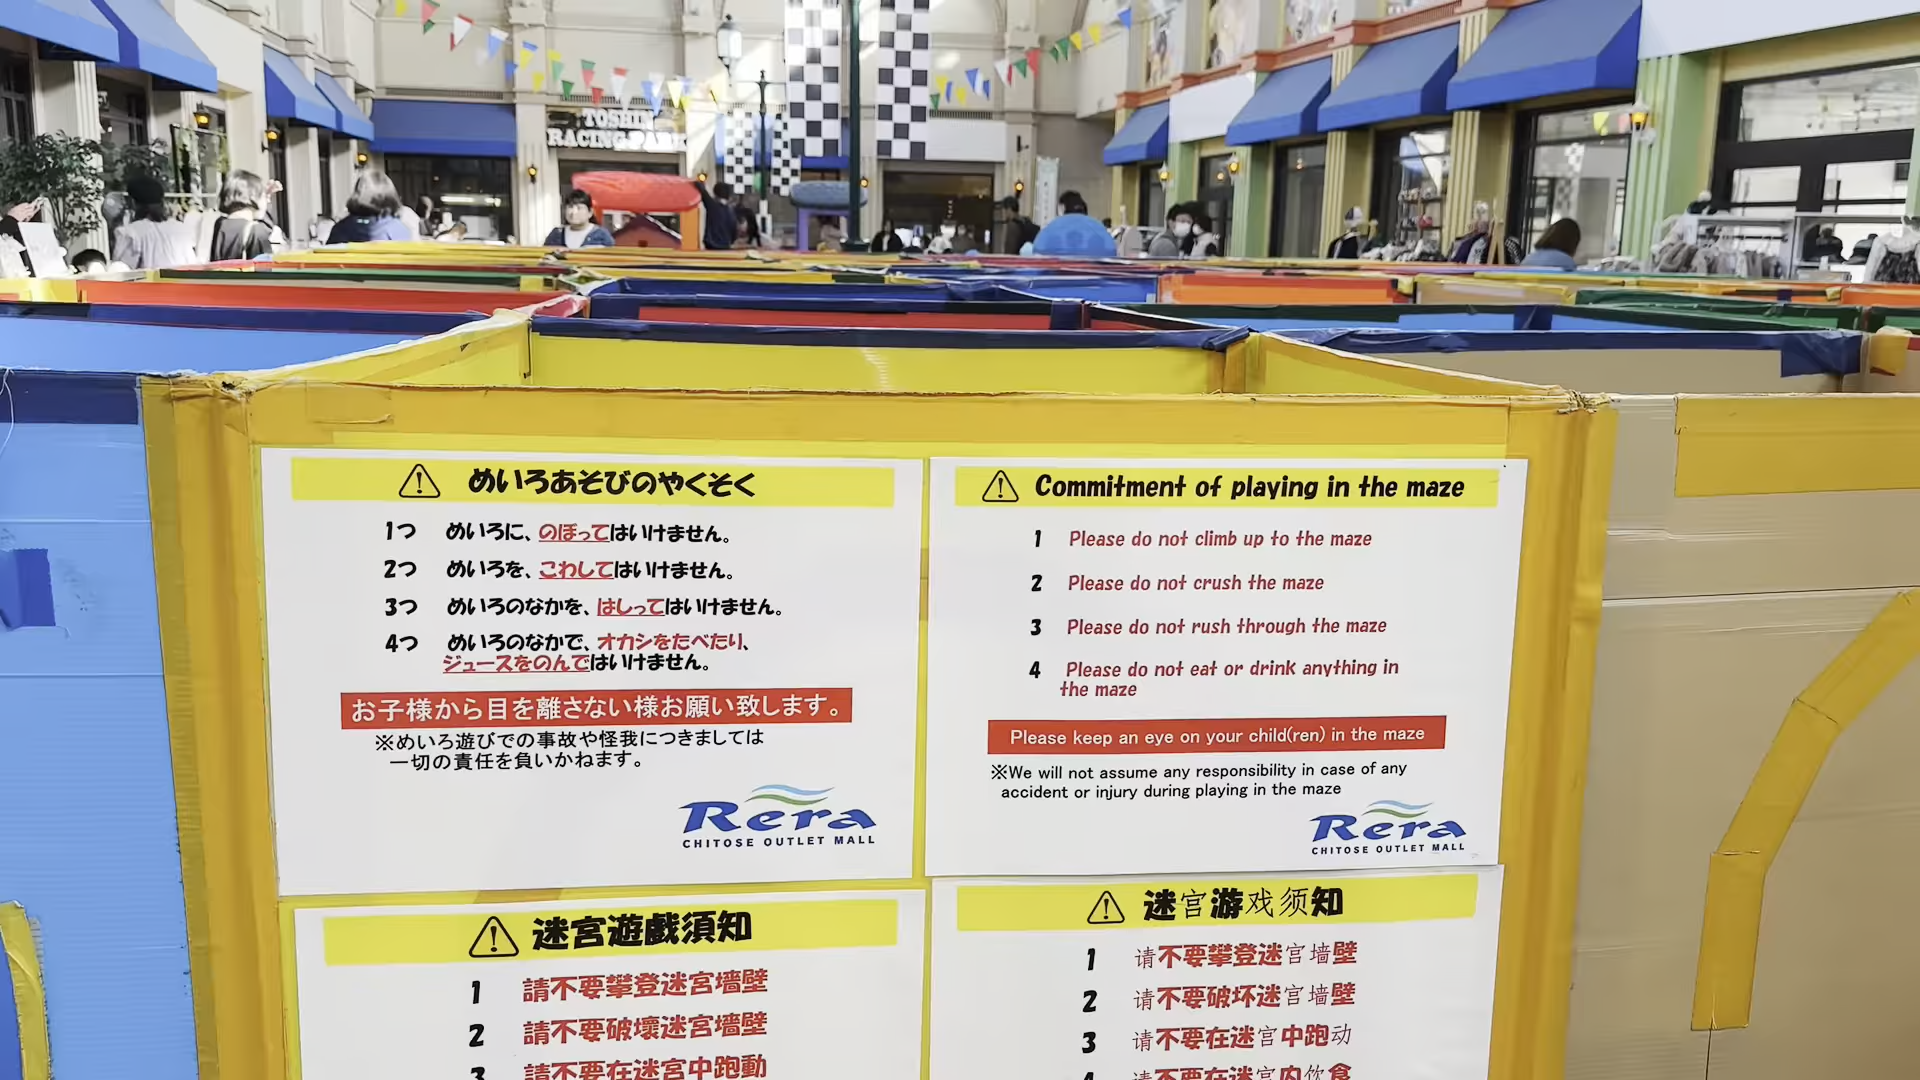 TOSHIN
RACING PARK
めいろあそびのやくそく
1つ めいろに、のぼってはいけません。
2つ めいろを、こわしてはいけません。
3つ めいろのなかを、はしってはいけません。
4つ めいろのなかで、オカシをたべたり、
ジュースをのんではいけません。
お子様から目を離さない様お願い致します。
※めいろ遊びでの事故や怪我につきましては
一切の責任を負いかねます。
Rera
CHITOSE OUTLET MALL
Commitment of playing in the maze
1 Please do not climb up to the maze
2 Please do not crush the maze
3 Please do not rush through the maze
4 Please do not eat or drink anything in
the maze
Please keep an eye on your child(ren) in the maze
※We will not assume any responsibility in case of any
accident or injury during playing in the maze
Rera
CHITOSE OUTLET MALL
迷宮遊戲須知
1 請不要攀登迷宮墻壁
2 請不要破壞迷宮墻壁
3 請不要在迷宮中跑動
迷宫游戏须知
1 请不要攀登迷宫墙壁
2 请不要破坏迷宫墙壁
3 请不要在迷宫中跑动
4 请不要在迷宫内饮食